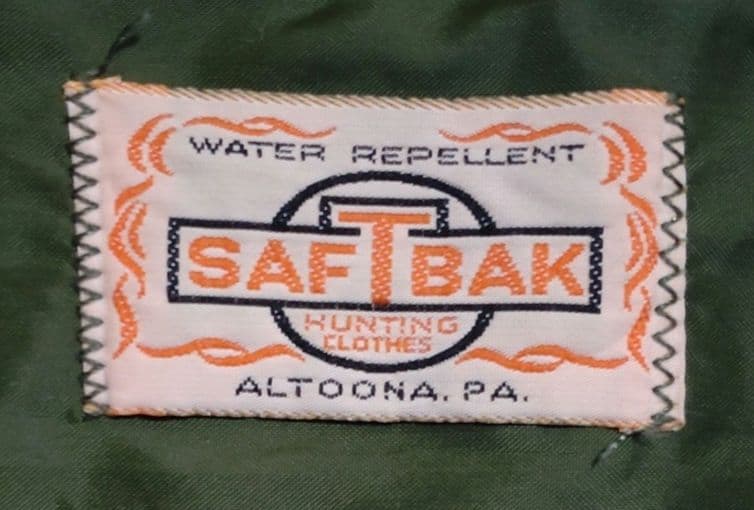 WATER REPELLENT
SAFTBAK
HUNTING
CLOTHES
ALTOONA, PA.